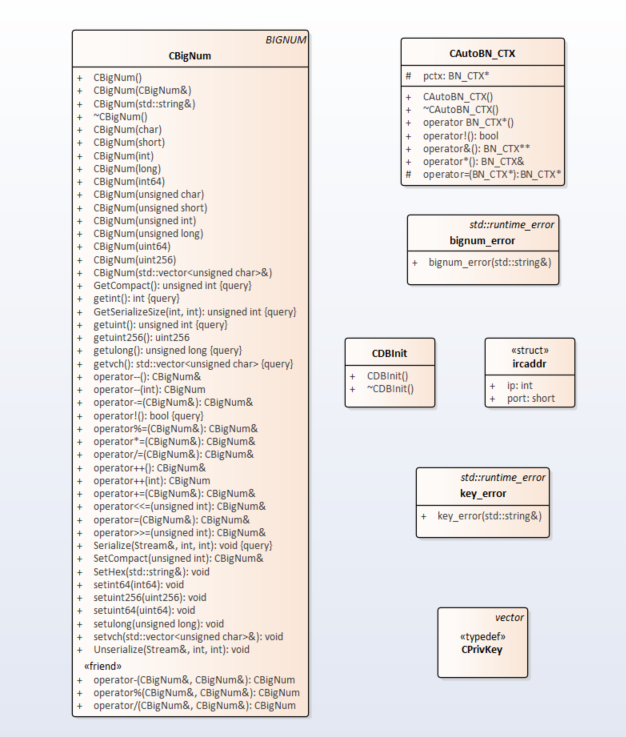 BIGNUM
CBigNum
+ CBigNum()
+ CBigNum(CBigNum&)
+ CBigNum(std::string&)
+ ~CBigNum()
+ CBigNum(char)
+ CBigNum(short)
+ CBigNum(int)
+ CBigNum(long)
+ CBigNum(int64)
+ CBigNum(unsigned char)
+ CBigNum(unsigned short)
+ CBigNum(unsigned int)
+ CBigNum(unsigned long)
+ CBigNum(uint64)
+ CBigNum(uint256)
+ CBigNum(std::vector<unsigned char>&)
+ GetCompact(): unsigned int {query}
+ getint(): int {query}
+ GetSerializeSize(int, int): unsigned int {query}
+ getuint(): unsigned int {query}
+ getuint256(): uint256
+ getulong(): unsigned long {query}
+ getvch(): std::vector<unsigned char> {query}
+ operator--(): CBigNum&
+ operator--(int): CBigNum
+ operator-=(CBigNum&): CBigNum&
+ operator!(): bool {query}
+ operator%=(CBigNum&): CBigNum&
+ operator*=(CBigNum&): CBigNum&
+ operator/=(CBigNum&): CBigNum&
+ operator++(): CBigNum&
+ operator++(int): CBigNum
+ operator+=(CBigNum&): CBigNum&
+ operator<<=(unsigned int): CBigNum&
+ operator=(CBigNum&): CBigNum&
+ operator>>=(unsigned int): CBigNum&
+ Serialize(Stream&, int, int): void {query}
+ SetCompact(unsigned int): CBigNum&
+ SetHex(std::string&): void
+ setint64(int64): void
+ setuint256(uint256): void
+ setuint64(uint64): void
+ setulong(unsigned long): void
+ setvch(std::vector<unsigned char>&): void
+ Unserialize(Stream&, int, int): void
«friend»
+ operator-(CBigNum&, CBigNum&): CBigNum
+ operator%(CBigNum&, CBigNum&): CBigNum
+ operator/(CBigNum&, CBigNum&): CBigNum
CAutoBN_CTX
# pctx: BN_CTX*
+ CAutoBN_CTX()
+ ~CAutoBN_CTX()
+ operator BN_CTX*()
+ operator!(): bool
+ operator&(): BN_CTX**
+ operator*(): BN_CTX&
# operator=(BN_CTX*): BN_CTX*
std::runtime_error
bignum_error
+ bignum_error(std::string&)
CDBInit
+ CDBInit()
+ ~CDBInit()
«struct»
ircaddr
+ ip: int
+ port: short
std::runtime_error
key_error
+ key_error(std::string&)
vector
«typedef»
CPrivKey